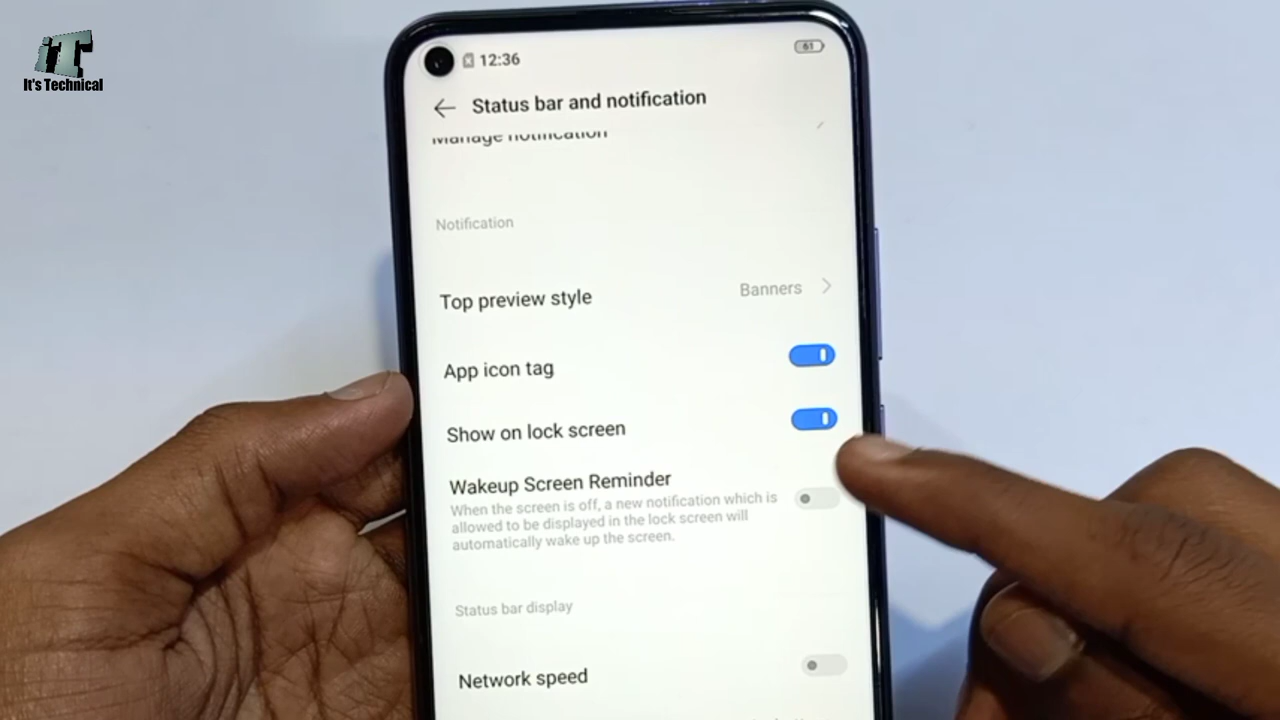 iT
It's Technical
12:36
61
Status bar and notification
Manage notification
Notification
Top preview style
Banners
App icon tag
Show on lock screen
Wakeup Screen Reminder
When the screen is off, a new notification which is
allowed to be displayed in the lock screen will
automatically wake up the screen.
Status bar display
Network speed